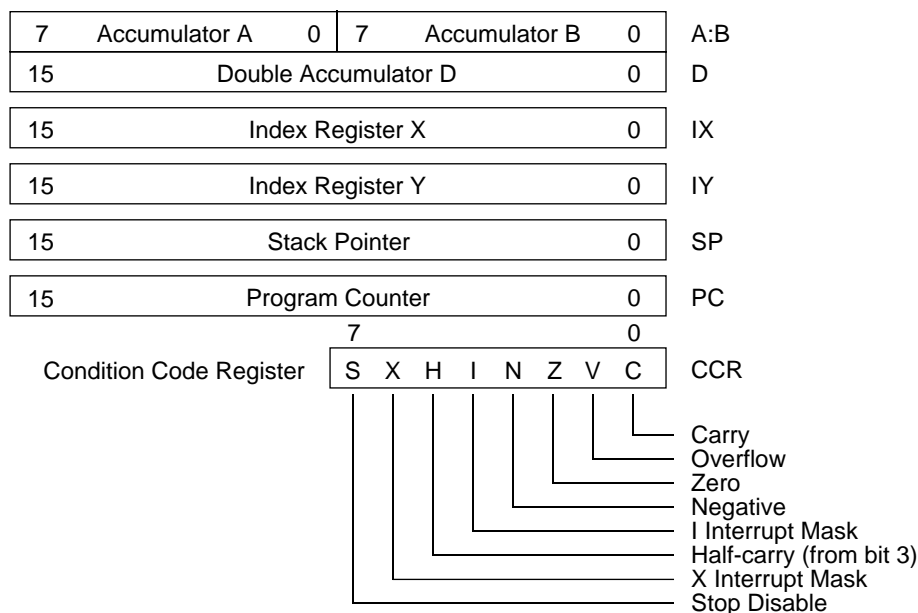 7 Accumulator A 0 7 Accumulator B 0 A:B
15 Double Accumulator D 0 D
15 Index Register X 0 IX
15 Index Register Y 0 IY
15 Stack Pointer 0 SP
15 Program Counter 0 PC
7 0
Condition Code Register S X H I N Z V C CCR
Carry
Overflow
Zero
Negative
I Interrupt Mask
Half-carry (from bit 3)
X Interrupt Mask
Stop Disable